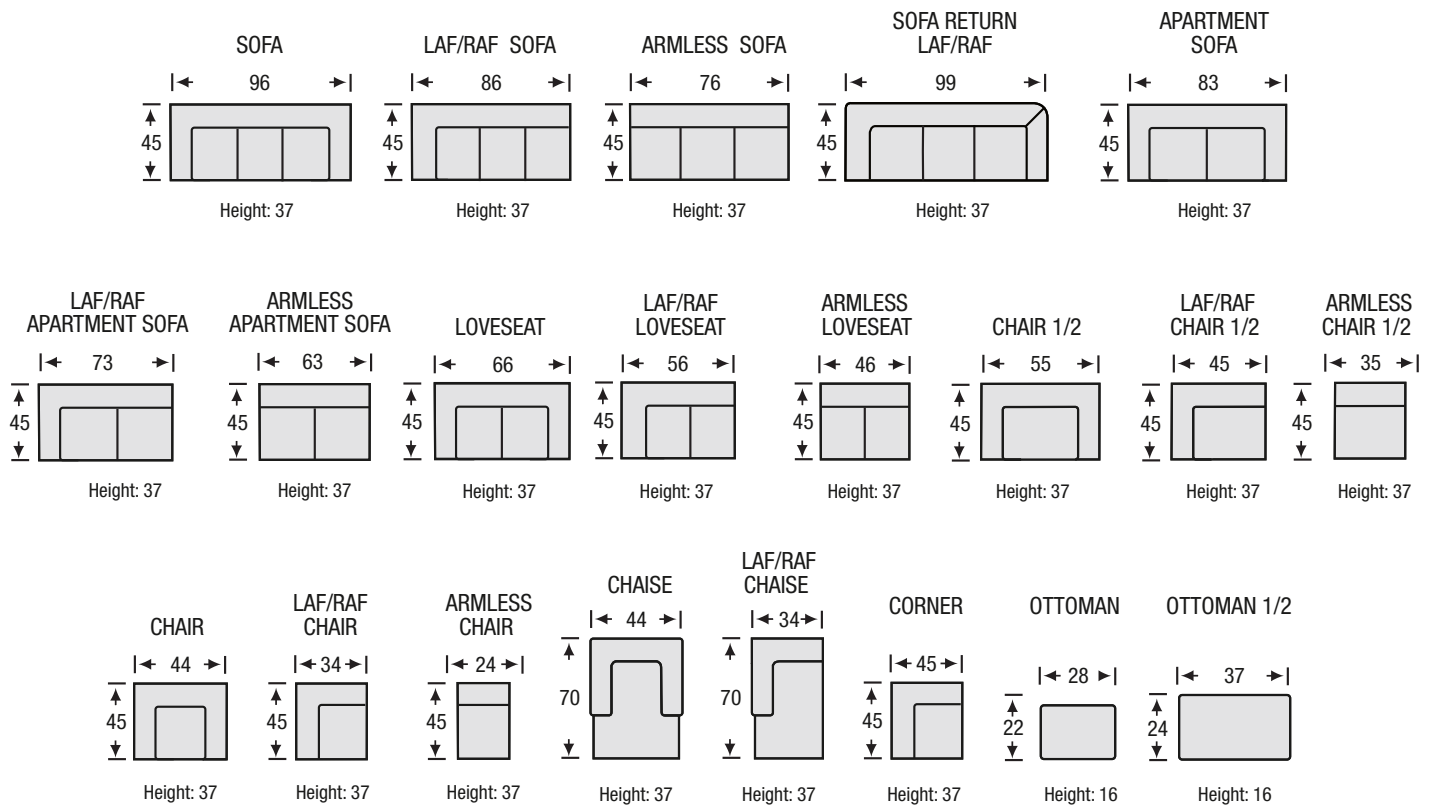 SOFA
96
45
Height: 37
LAF/RAF SOFA
86
45
Height: 37
ARMLESS SOFA
76
45
Height: 37
SOFA RETURN
LAF/RAF
99
45
Height: 37
APARTMENT
SOFA
83
45
Height: 37
LAF/RAF
APARTMENT SOFA
73
45
Height: 37
ARMLESS
APARTMENT SOFA
63
45
Height: 37
LOVESEAT
66
45
Height: 37
LAF/RAF
LOVESEAT
56
45
Height: 37
ARMLESS
LOVESEAT
46
45
Height: 37
CHAIR 1/2
55
45
Height: 37
LAF/RAF
CHAIR 1/2
45
45
Height: 37
ARMLESS
CHAIR 1/2
35
45
Height: 37
CHAIR
44
45
Height: 37
LAF/RAF
CHAIR
34
45
Height: 37
ARMLESS
CHAIR
24
45
Height: 37
CHAISE
44
70
Height: 37
LAF/RAF
CHAISE
34
70
Height: 37
CORNER
45
45
Height: 37
OTTOMAN
28
22
Height: 16
OTTOMAN 1/2
37
24
Height: 16